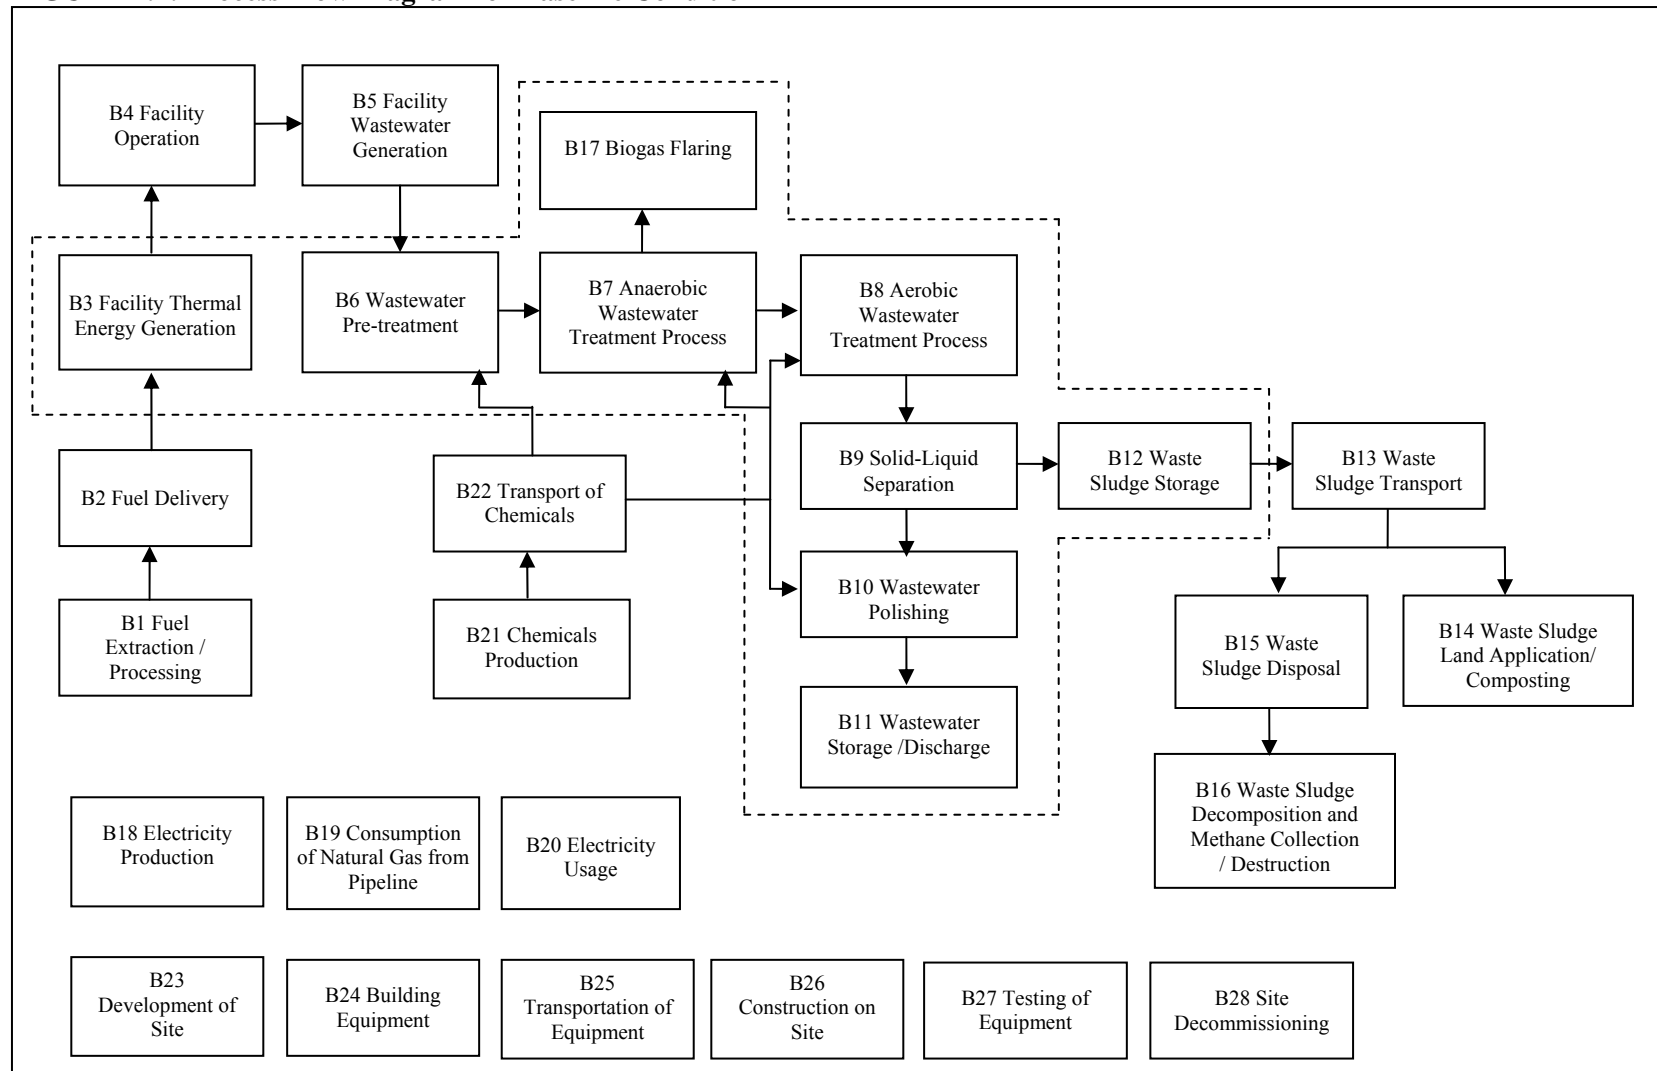 B4 Facility
Operation
B5 Facility
Wastewater
Generation
B17 Biogas Flaring
B3 Facility Thermal
Energy Generation
B6 Wastewater
Pre-treatment
B7 Anaerobic
Wastewater
Treatment Process
B8 Aerobic
Wastewater
Treatment Process
B2 Fuel Delivery
B22 Transport of
Chemicals
B9 Solid-Liquid
Separation
B12 Waste
Sludge Storage
B13 Waste
Sludge Transport
B1 Fuel
Extraction /
Processing
B21 Chemicals
Production
B10 Wastewater
Polishing
B15 Waste
Sludge Disposal
B14 Waste Sludge
Land Application/
Composting
B11 Wastewater
Storage /Discharge
B16 Waste Sludge
Decomposition and
Methane Collection
/ Destruction
B18 Electricity
Production
B19 Consumption
of Natural Gas from
Pipeline
B20 Electricity
Usage
B23
Development of
Site
B24 Building
Equipment
B25
Transportation of
Equipment
B26
Construction on
Site
B27 Testing of
Equipment
B28 Site
Decommissioning